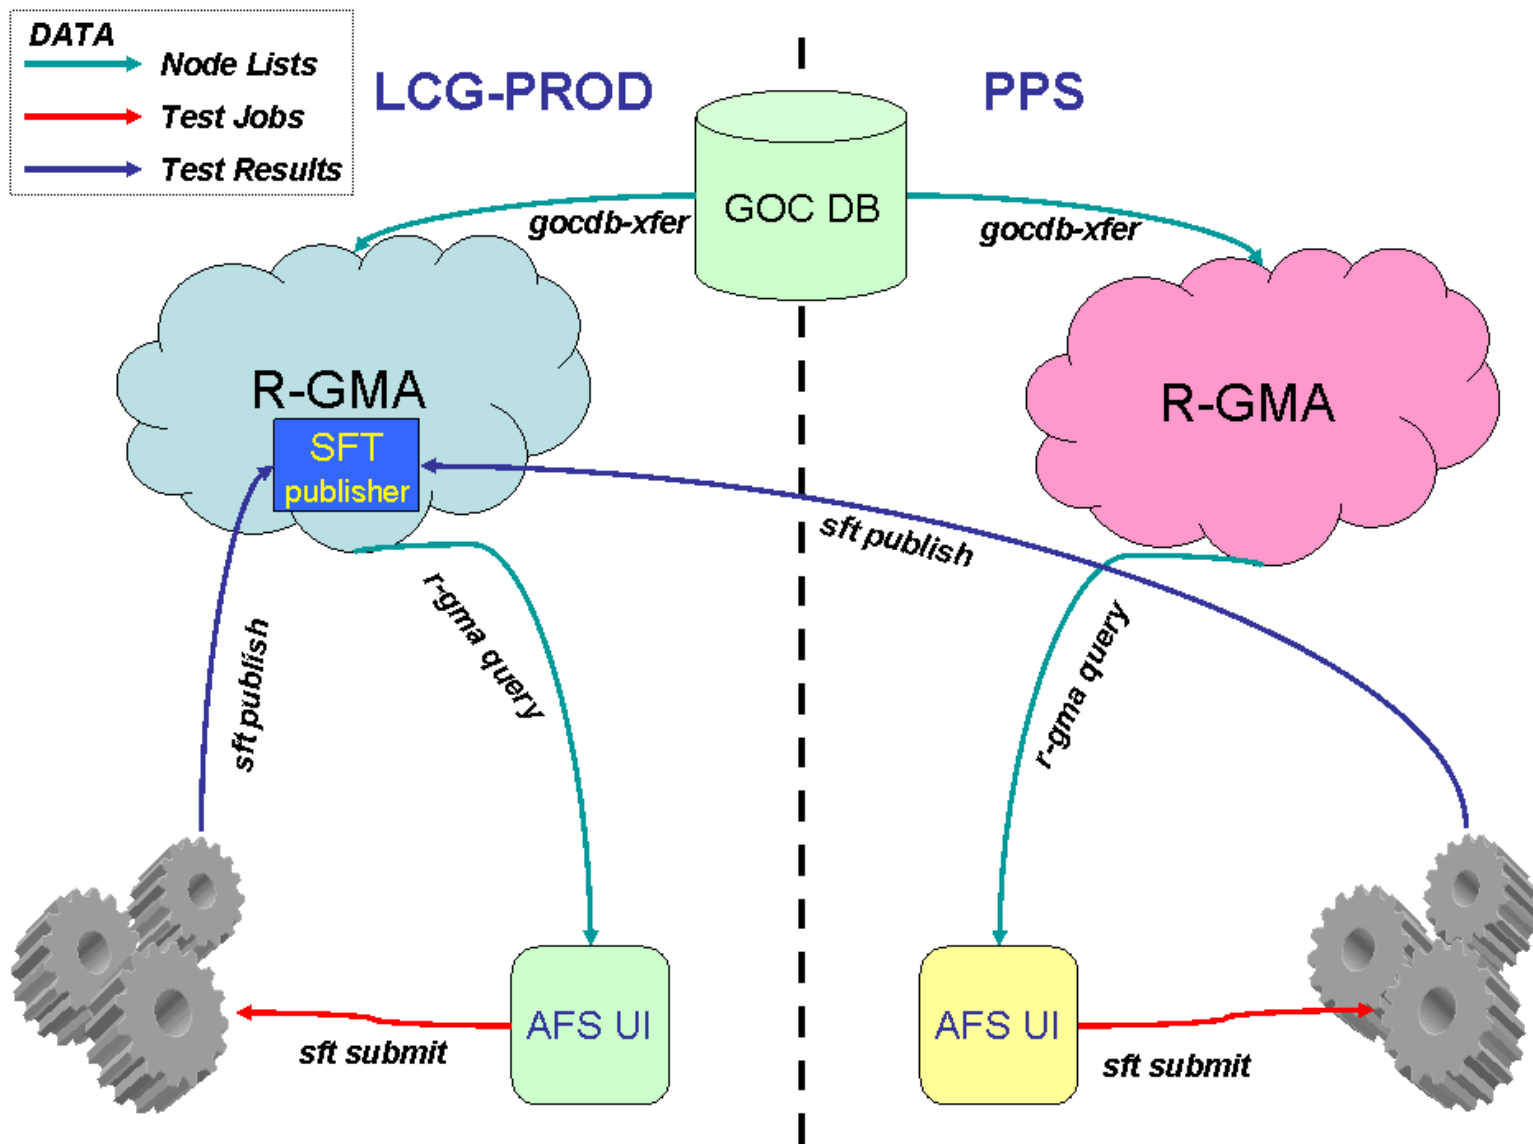 DATA
Node Lists
Test Jobs
Test Results
LCG-PROD
PPS
GOC DB
gocdb-xfer
gocdb-xfer
R-GMA
SFT
publisher
R-GMA
sft publish
r-gma query
sft publish
r-gma query
AFS UI
sft submit
AFS UI
sft submit